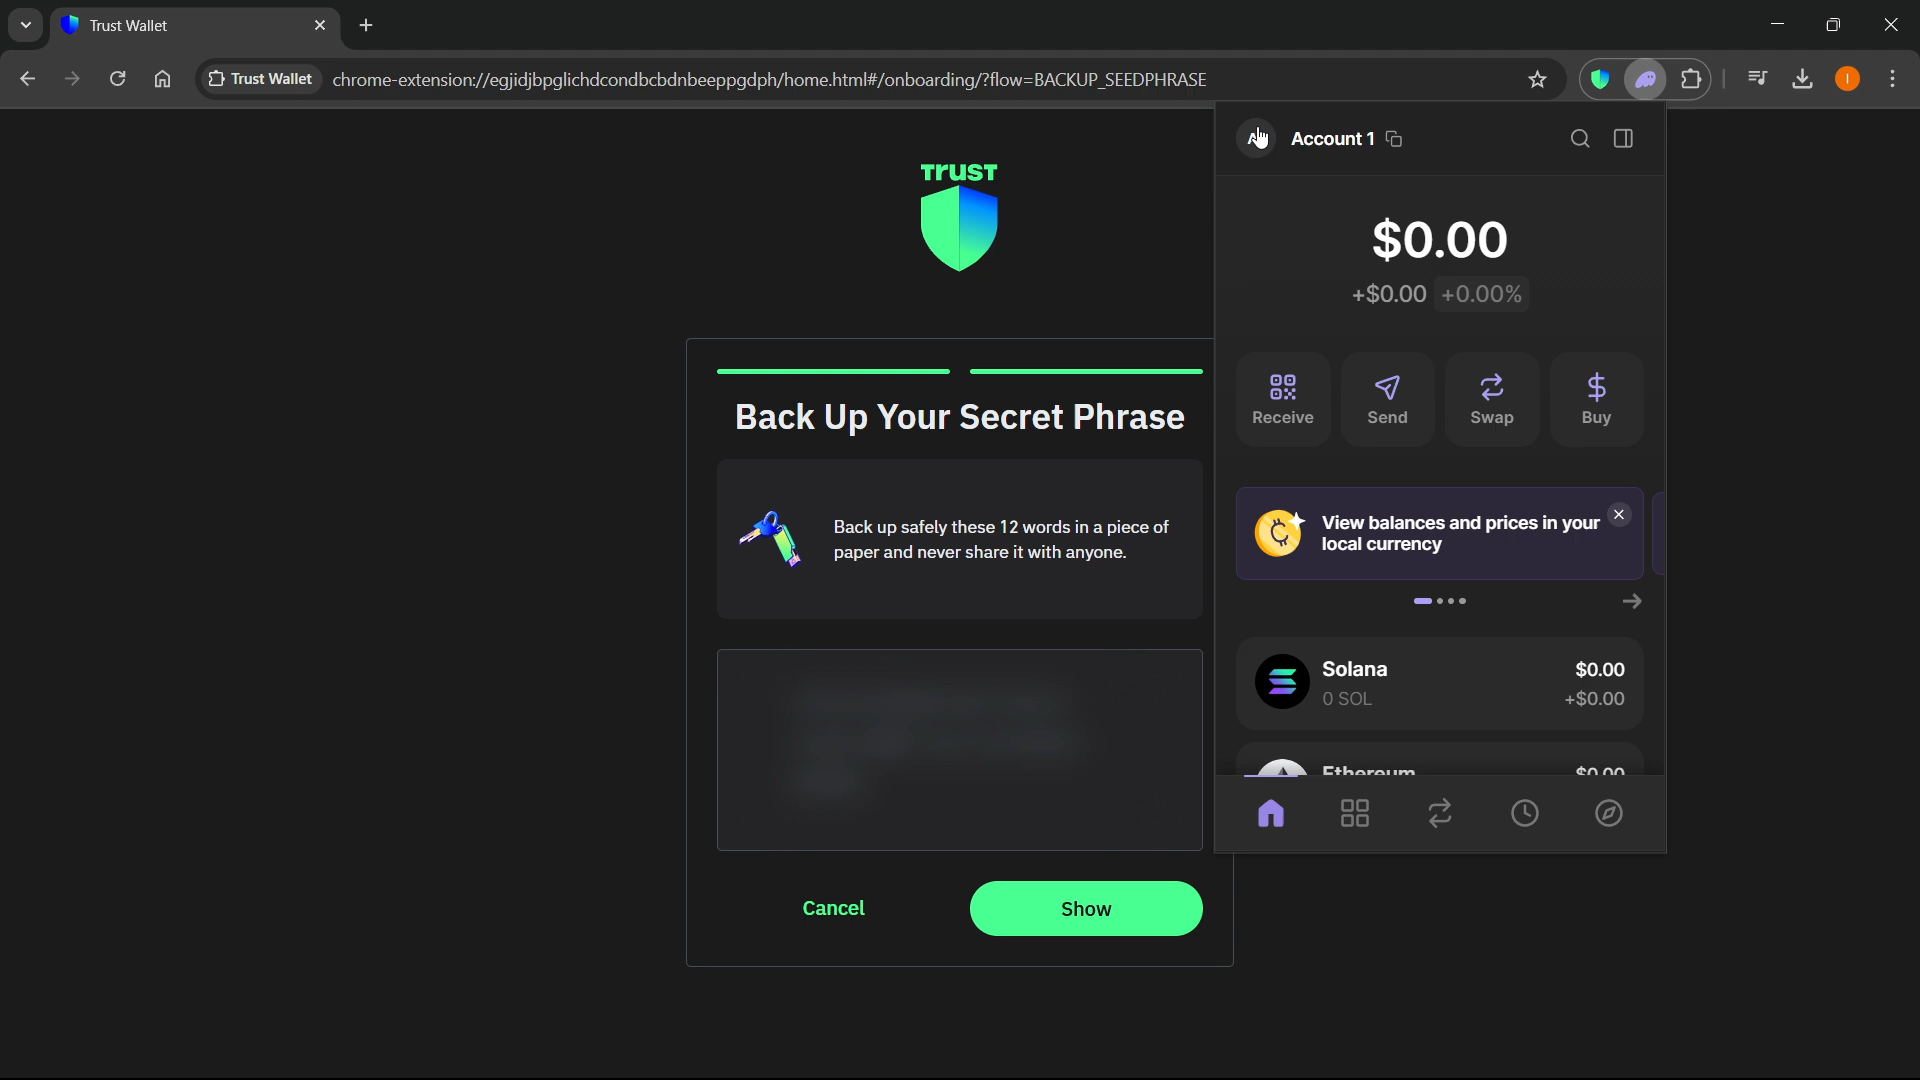 Trust Wallet
Trust Wallet
chrome-extension://egjidjbpglichdcondbcbdnbeeppgdph/home.html#/onboarding/?flow=BACKUP_SEEDPHRASE
I
TRUST
Back Up Your Secret Phrase
Back up safely these 12 words in a piece of
paper and never share it with anyone.
Cancel
Show
Account 1
$0.00
+$0.00 +0.00%
Receive
Send
Swap
Buy
View balances and prices in your
local currency
Solana
$0.00
0 SOL
+$0.00
Ethereum
$0.00